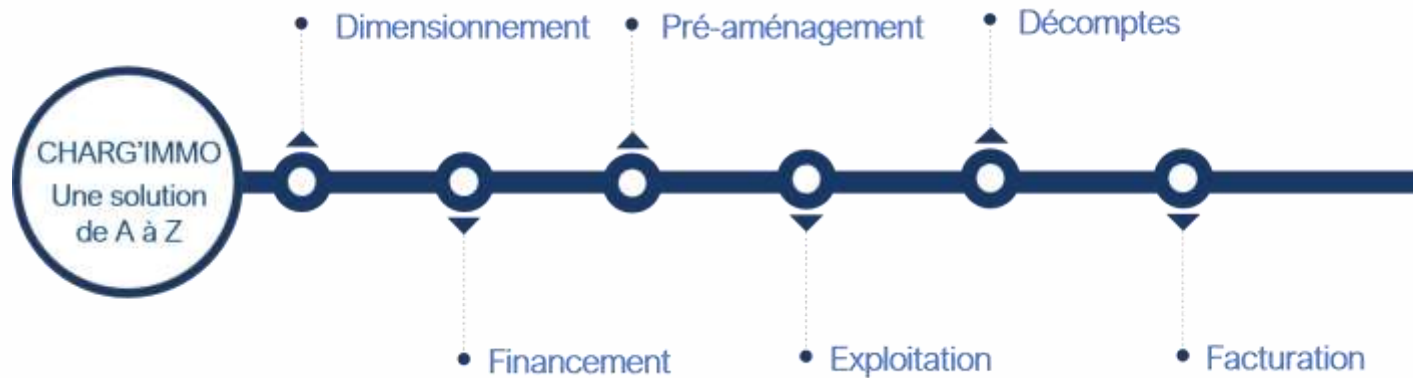 Dimensionnement
Pré-aménagement
Décomptes
CHARG'IMMO
Une solution
de A à Z
Financement
Exploitation
Facturation